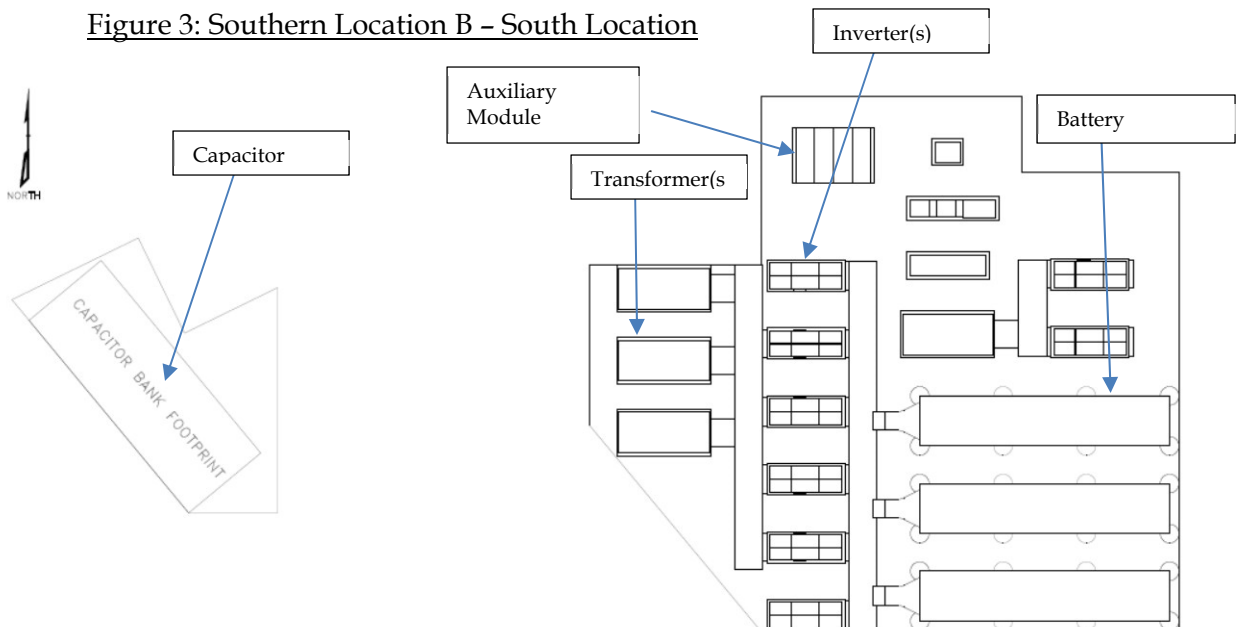 Figure 3: Southern Location B – South Location
Inverter(s)
Auxiliary
Module
Battery
Capacitor
Transformer(s
NORTH
CAPACITOR BANK FOOTPRINT